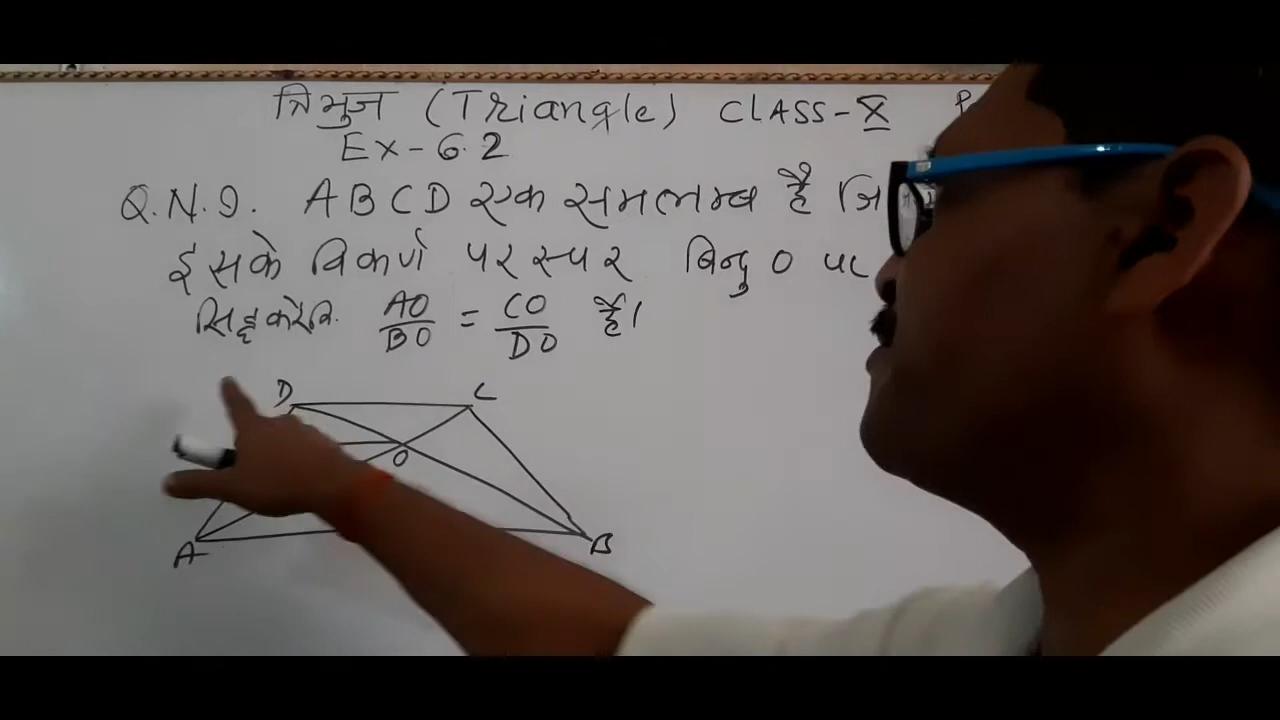 त्रिभुज (Triangle) CLASS-X
Ex-6.2
Q.N.9. ABCD एक समलम्ब है
इसके विकर्ण परस्पर बिन्दु O पर
सिद्ध करें कि AO/BO = CO/DO है।
D C
O
A B